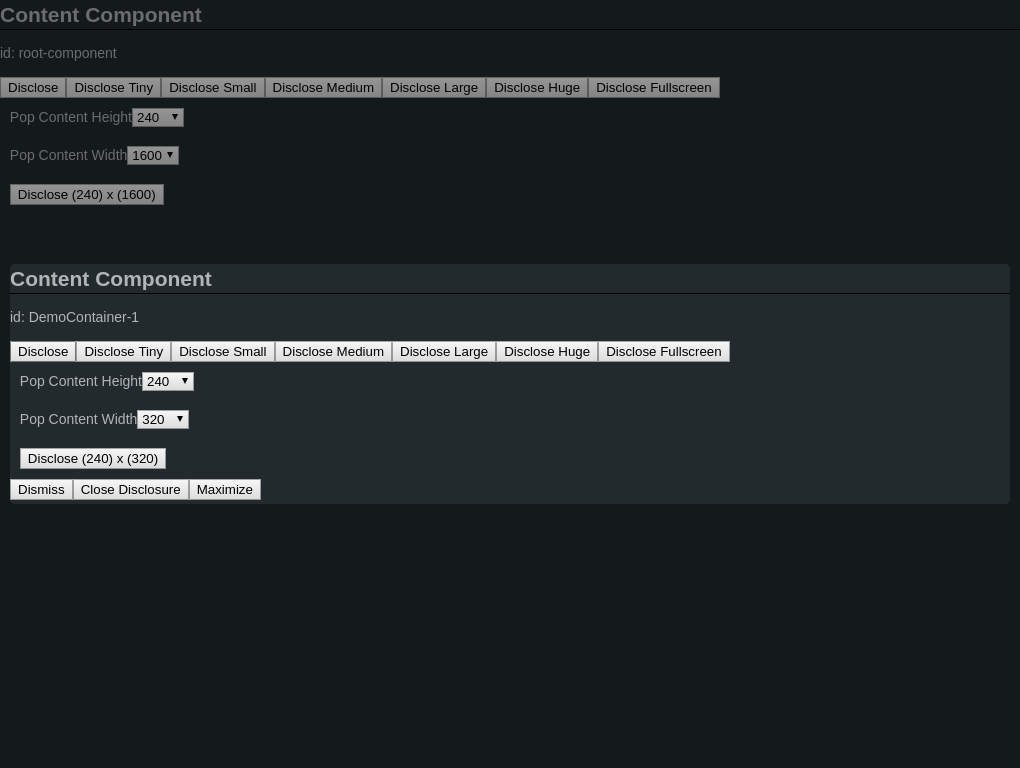 Content Component
id: root-component
Disclose Disclose Tiny Disclose Small Disclose Medium Disclose Large Disclose Huge Disclose Fullscreen
Pop Content Height 240
Pop Content Width 1600
Disclose (240) x (1600)
Content Component
id: DemoContainer-1
Disclose Disclose Tiny Disclose Small Disclose Medium Disclose Large Disclose Huge Disclose Fullscreen
Pop Content Height 240
Pop Content Width 320
Disclose (240) x (320)
Dismiss Close Disclosure Maximize